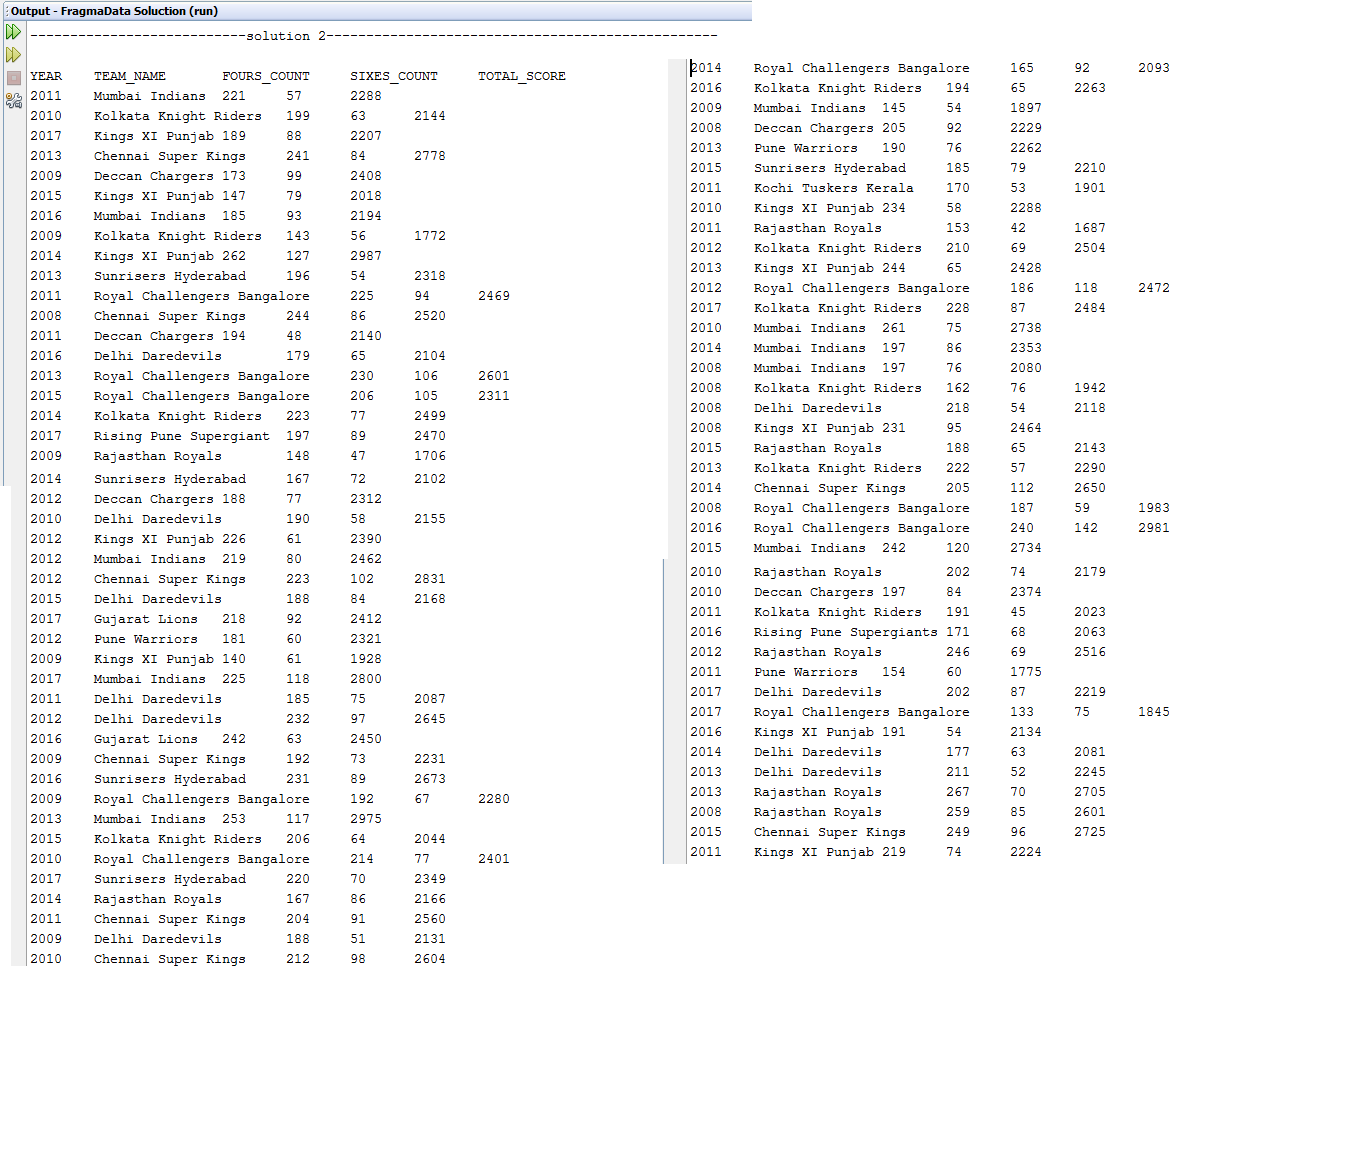 Output - FragmaData Soluction (run)
---------------------------solution 2-------------------------------------------------
YEAR TEAM_NAME FOURS_COUNT SIXES_COUNT TOTAL_SCORE
2011 Mumbai Indians 221 57 2288
2010 Kolkata Knight Riders 199 63 2144
2017 Kings XI Punjab 189 88 2207
2013 Chennai Super Kings 241 84 2778
2009 Deccan Chargers 173 99 2408
2015 Kings XI Punjab 147 79 2018
2016 Mumbai Indians 185 93 2194
2009 Kolkata Knight Riders 143 56 1772
2014 Kings XI Punjab 262 127 2987
2013 Sunrisers Hyderabad 196 54 2318
2011 Royal Challengers Bangalore 225 94 2469
2008 Chennai Super Kings 244 86 2520
2011 Deccan Chargers 194 48 2140
2016 Delhi Daredevils 179 65 2104
2013 Royal Challengers Bangalore 230 106 2601
2015 Royal Challengers Bangalore 206 105 2311
2014 Kolkata Knight Riders 223 77 2499
2017 Rising Pune Supergiant 197 89 2470
2009 Rajasthan Royals 148 47 1706
2014 Sunrisers Hyderabad 167 72 2102
2012 Deccan Chargers 188 77 2312
2010 Delhi Daredevils 190 58 2155
2012 Kings XI Punjab 226 61 2390
2012 Mumbai Indians 219 80 2462
2012 Chennai Super Kings 223 102 2831
2015 Delhi Daredevils 188 84 2168
2017 Gujarat Lions 218 92 2412
2012 Pune Warriors 181 60 2321
2009 Kings XI Punjab 140 61 1928
2017 Mumbai Indians 225 118 2800
2011 Delhi Daredevils 185 75 2087
2012 Delhi Daredevils 232 97 2645
2016 Gujarat Lions 242 63 2450
2009 Chennai Super Kings 192 73 2231
2016 Sunrisers Hyderabad 231 89 2673
2009 Royal Challengers Bangalore 192 67 2280
2013 Mumbai Indians 253 117 2975
2015 Kolkata Knight Riders 206 64 2044
2010 Royal Challengers Bangalore 214 77 2401
2017 Sunrisers Hyderabad 220 70 2349
2014 Rajasthan Royals 167 86 2166
2011 Chennai Super Kings 204 91 2560
2009 Delhi Daredevils 188 51 2131
2010 Chennai Super Kings 212 98 2604
2014 Royal Challengers Bangalore 165 92 2093
2016 Kolkata Knight Riders 194 65 2263
2009 Mumbai Indians 145 54 1897
2008 Deccan Chargers 205 92 2229
2013 Pune Warriors 190 76 2262
2015 Sunrisers Hyderabad 185 79 2210
2011 Kochi Tuskers Kerala 170 53 1901
2010 Kings XI Punjab 234 58 2288
2011 Rajasthan Royals 153 42 1687
2012 Kolkata Knight Riders 210 69 2504
2013 Kings XI Punjab 244 65 2428
2012 Royal Challengers Bangalore 186 118 2472
2017 Kolkata Knight Riders 228 87 2484
2010 Mumbai Indians 261 75 2738
2014 Mumbai Indians 197 86 2353
2008 Mumbai Indians 197 76 2080
2008 Kolkata Knight Riders 162 76 1942
2008 Delhi Daredevils 218 54 2118
2008 Kings XI Punjab 231 95 2464
2015 Rajasthan Royals 188 65 2143
2013 Kolkata Knight Riders 222 57 2290
2014 Chennai Super Kings 205 112 2650
2008 Royal Challengers Bangalore 187 59 1983
2016 Royal Challengers Bangalore 240 142 2981
2015 Mumbai Indians 242 120 2734
2010 Rajasthan Royals 202 74 2179
2010 Deccan Chargers 197 84 2374
2011 Kolkata Knight Riders 191 45 2023
2016 Rising Pune Supergiants 171 68 2063
2012 Rajasthan Royals 246 69 2516
2011 Pune Warriors 154 60 1775
2017 Delhi Daredevils 202 87 2219
2017 Royal Challengers Bangalore 133 75 1845
2016 Kings XI Punjab 191 54 2134
2014 Delhi Daredevils 177 63 2081
2013 Delhi Daredevils 211 52 2245
2013 Rajasthan Royals 267 70 2705
2008 Rajasthan Royals 259 85 2601
2015 Chennai Super Kings 249 96 2725
2011 Kings XI Punjab 219 74 2224